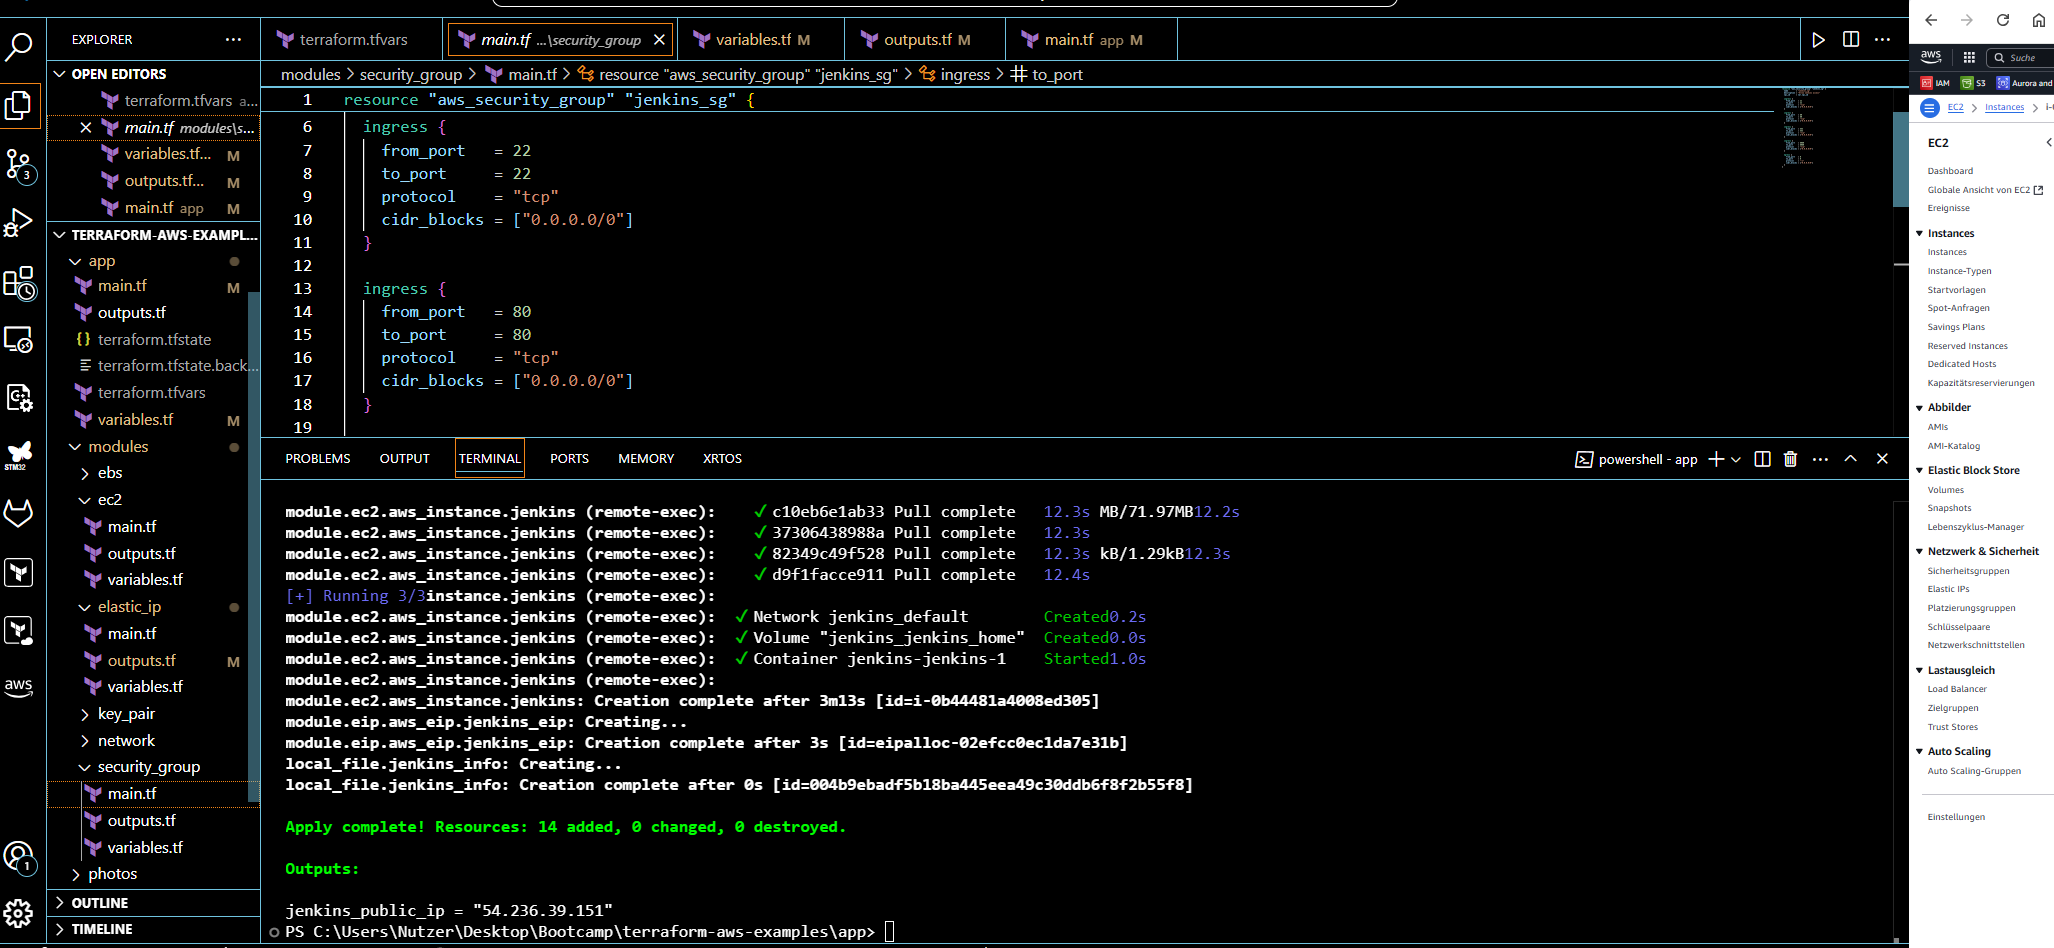 EXPLORER
OPEN EDITORS
terraform.tfvars a...
main.tf modules\s...
variables.tf... M
outputs.tf... M
main.tf app M
TERRAFORM-AWS-EXAMPL...
app
main.tf M
outputs.tf
terraform.tfstate
terraform.tfstate.back...
terraform.tfvars
variables.tf M
modules
ebs
ec2
main.tf
outputs.tf
variables.tf
elastic_ip
main.tf
outputs.tf M
variables.tf
key_pair
network
security_group
main.tf
outputs.tf
variables.tf
photos
OUTLINE
TIMELINE
3
STM32
aws
1
terraform.tfvars
main.tf ...\security_group
variables.tf M
outputs.tf M
main.tf app M
modules > security_group > main.tf > resource "aws_security_group" "jenkins_sg" > ingress > to_port
1 resource "aws_security_group" "jenkins_sg" {
6 ingress {
7 from_port = 22
8 to_port = 22
9 protocol = "tcp"
10 cidr_blocks = ["0.0.0.0/0"]
11 }
12
13 ingress {
14 from_port = 80
15 to_port = 80
16 protocol = "tcp"
17 cidr_blocks = ["0.0.0.0/0"]
18 }
19
PROBLEMS OUTPUT TERMINAL PORTS MEMORY XRTOS
powershell - app
module.ec2.aws_instance.jenkins (remote-exec): ✓ c10eb6e1ab33 Pull complete 12.3s MB/71.97MB12.2s
module.ec2.aws_instance.jenkins (remote-exec): ✓ 37306438988a Pull complete 12.3s
module.ec2.aws_instance.jenkins (remote-exec): ✓ 82349c49f528 Pull complete 12.3s kB/1.29kB12.3s
module.ec2.aws_instance.jenkins (remote-exec): ✓ d9f1facce911 Pull complete 12.4s
[+] Running 3/3instance.jenkins (remote-exec):
module.ec2.aws_instance.jenkins (remote-exec): ✓ Network jenkins_default Created0.2s
module.ec2.aws_instance.jenkins (remote-exec): ✓ Volume "jenkins_jenkins_home" Created0.0s
module.ec2.aws_instance.jenkins (remote-exec): ✓ Container jenkins-jenkins-1 Started1.0s
module.ec2.aws_instance.jenkins (remote-exec):
module.ec2.aws_instance.jenkins: Creation complete after 3m13s [id=i-0b44481a4008ed305]
module.eip.aws_eip.jenkins_eip: Creating...
module.eip.aws_eip.jenkins_eip: Creation complete after 3s [id=eipalloc-02efcc0ec1da7e31b]
local_file.jenkins_info: Creating...
local_file.jenkins_info: Creation complete after 0s [id=004b9ebadf5b18ba445eea49c30ddb6f8f2b55f8]
Apply complete! Resources: 14 added, 0 changed, 0 destroyed.
Outputs:
jenkins_public_ip = "54.236.39.151"
PS C:\Users\Nutzer\Desktop\Bootcamp\terraform-aws-examples\app>
aws Suche
IAM S3 Aurora and
EC2 > Instances > i-
EC2
Dashboard
Globale Ansicht von EC2
Ereignisse
Instances
Instances
Instance-Typen
Startvorlagen
Spot-Anfragen
Savings Plans
Reserved Instances
Dedicated Hosts
Kapazitätsreservierungen
Abbilder
AMIs
AMI-Katalog
Elastic Block Store
Volumes
Snapshots
Lebenszyklus-Manager
Netzwerk & Sicherheit
Sicherheitsgruppen
Elastic IPs
Platzierungsgruppen
Schlüsselpaare
Netzwerkschnittstellen
Lastausgleich
Load Balancer
Zielgruppen
Trust Stores
Auto Scaling
Auto Scaling-Gruppen
Einstellungen